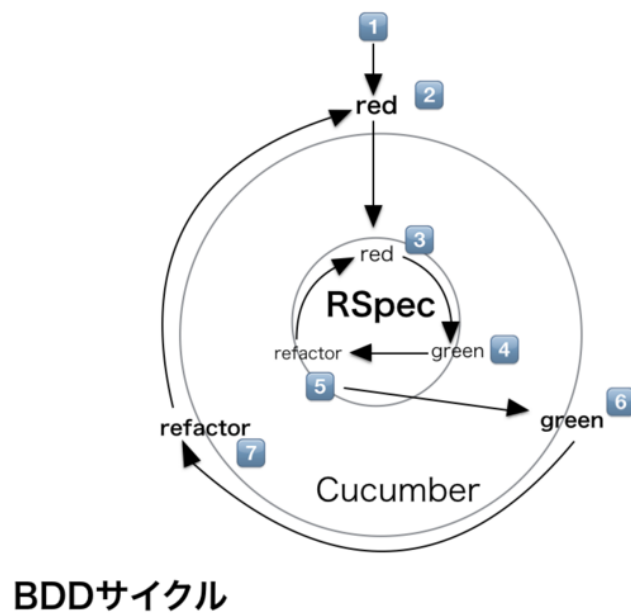 1
red 2
red 3
RSpec
refactor green 4
5
green 6
refactor 7
Cucumber
BDDサイクル